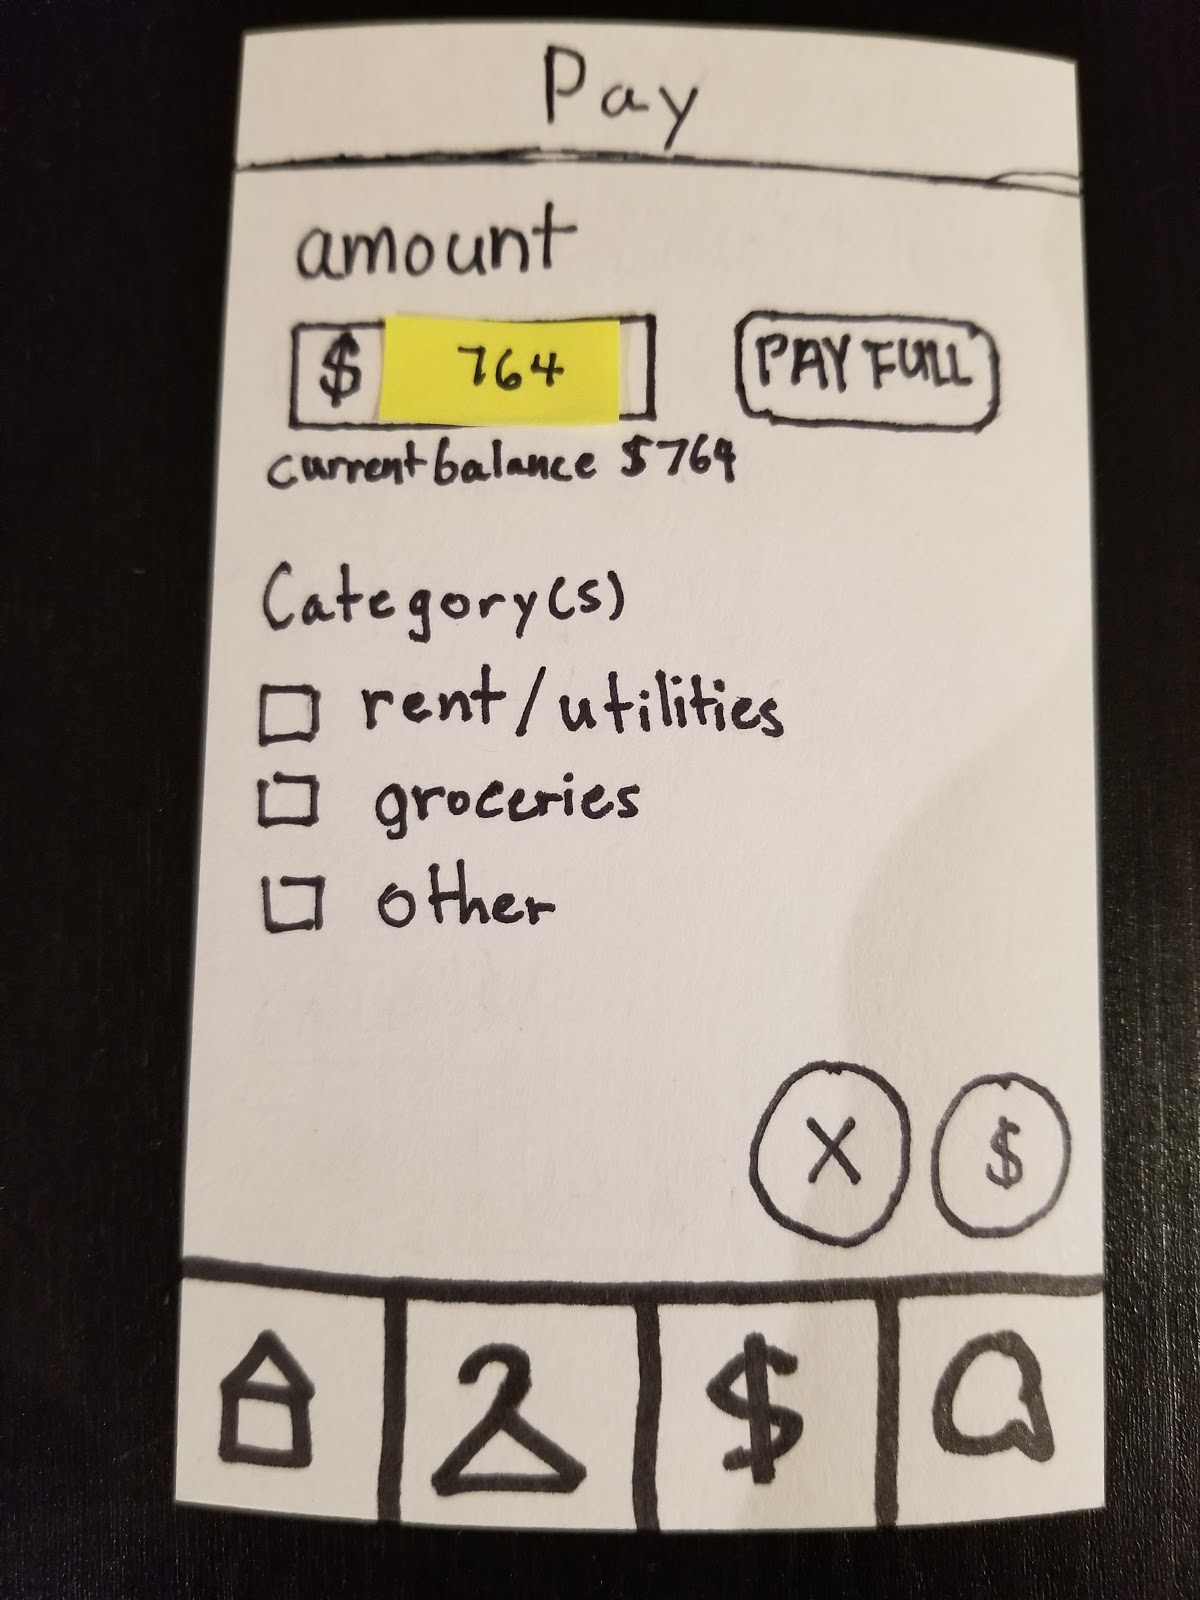 Pay
amount
$ 764 PAY FULL
current balance $764
Category(s)
rent/utilities
groceries
other
X $
$